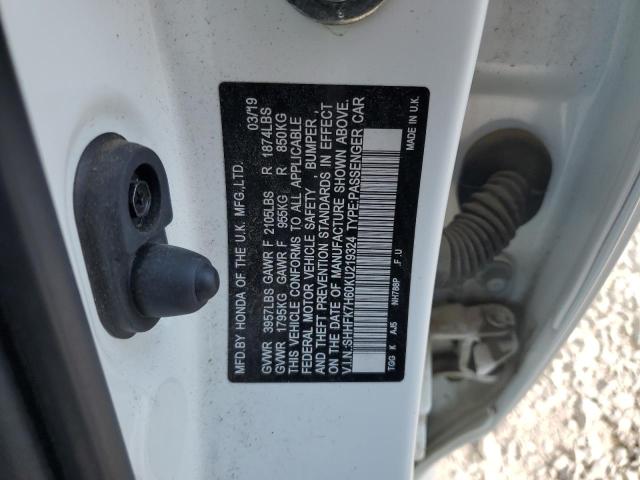 MFD.BY HONDA OF THE U.K. MFG.,LTD. 03/19
GVWR 3957LBS GAWR F 2105LBS R 1874LBS
GVWR 1795KG GAWR F 955KG R 850KG
THIS VEHICLE CONFORMS TO ALL APPLICABLE
FEDERAL MOTOR VEHICLE SAFETY , BUMPER ,
AND THEFT PREVENTION STANDARDS IN EFFECT
ON THE DATE OF MANUFACTURE SHOWN ABOVE.
V.I.N:SHHFK7H60KU219324 TYPE:PASSENGER CAR
TGG K AJ5 NH788P .F .U MADE IN U.K.